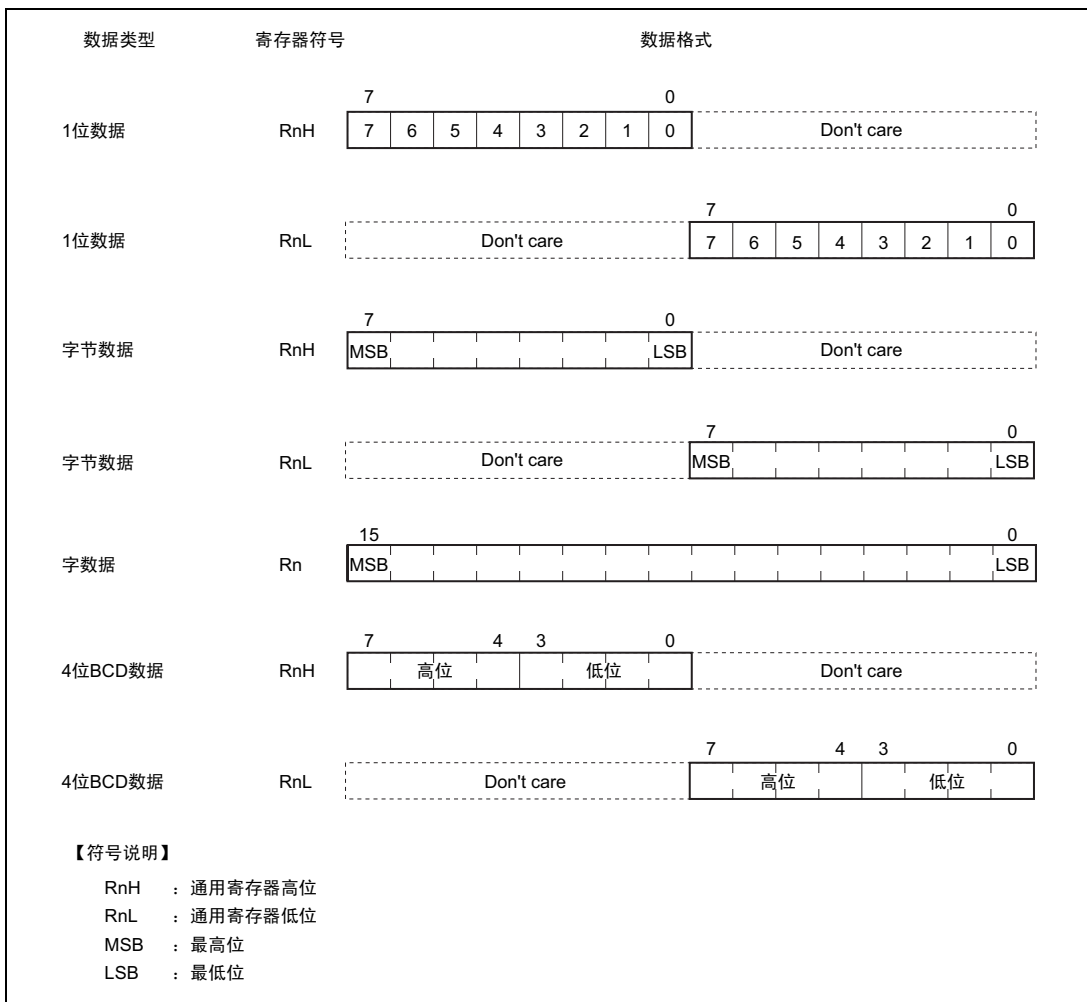 数据类型 寄存器符号 数据格式
7 0
1位数据 RnH 7 6 5 4 3 2 1 0 Don't care
7 0
1位数据 RnL Don't care 7 6 5 4 3 2 1 0
7 0
字节数据 RnH MSB LSB Don't care
7 0
字节数据 RnL Don't care MSB LSB
15 0
字数据 Rn MSB LSB
7 4 3 0
4位BCD数据 RnH 高位 低位 Don't care
7 4 3 0
4位BCD数据 RnL Don't care 高位 低位
【符号说明】
RnH : 通用寄存器高位
RnL : 通用寄存器低位
MSB : 最高位
LSB : 最低位